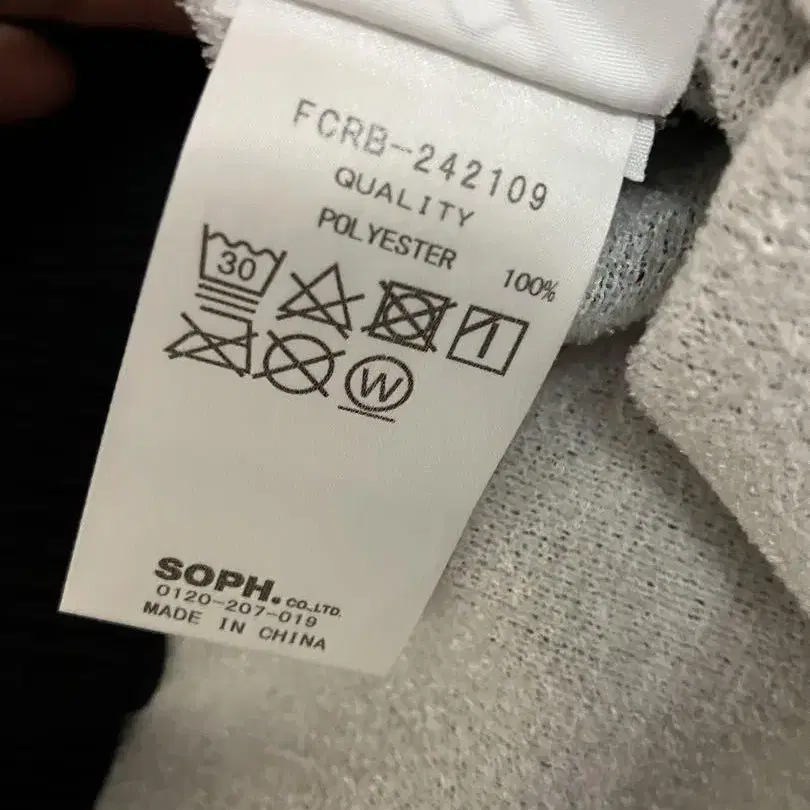 FCRB-242109
QUALITY
POLYESTER 100%
30
W
SOPH. CO.,LTD.
0120-207-019
MADE IN CHINA